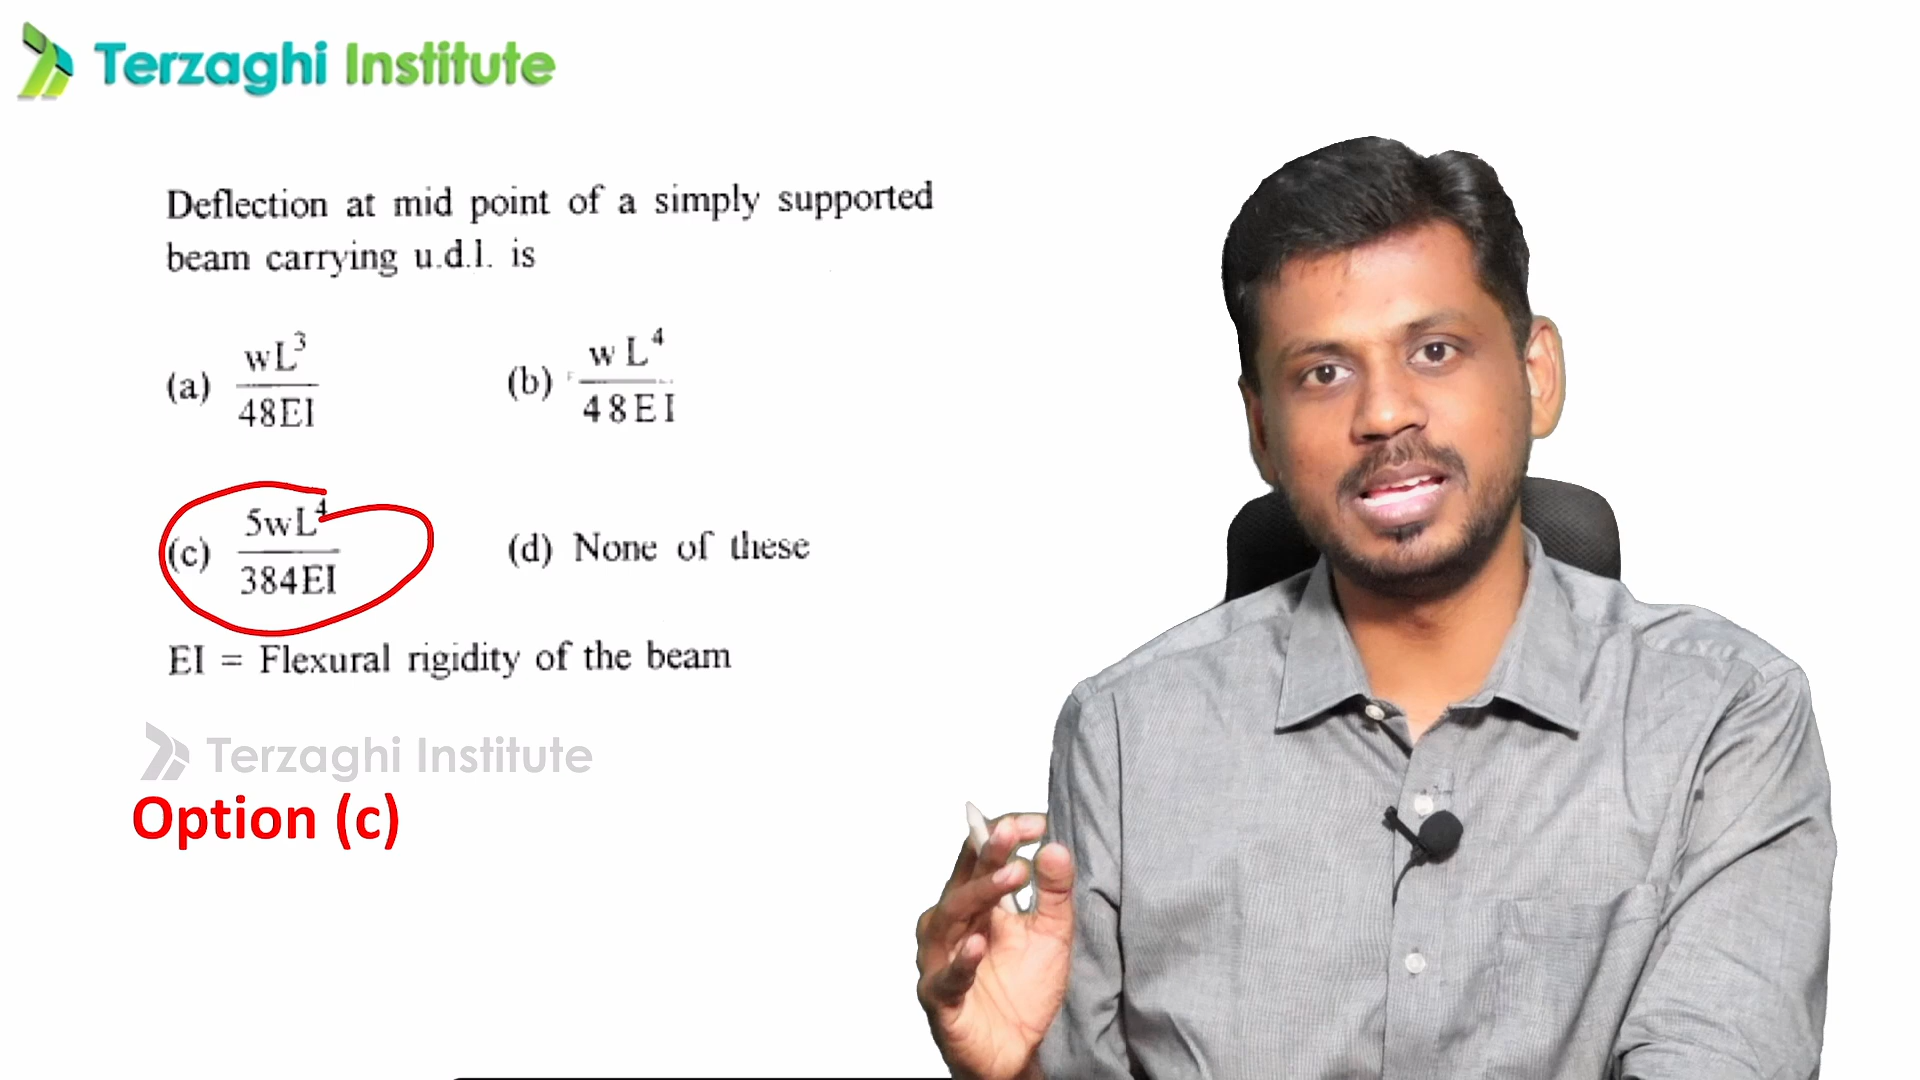 Terzaghi Institute
Deflection at mid point of a simply supported
beam carrying u.d.l. is
(a) wL³/48EI (b) w L⁴/48EI
(c) 5wL⁴/384EI (d) None of these
EI = Flexural rigidity of the beam
Terzaghi Institute
Option (c)